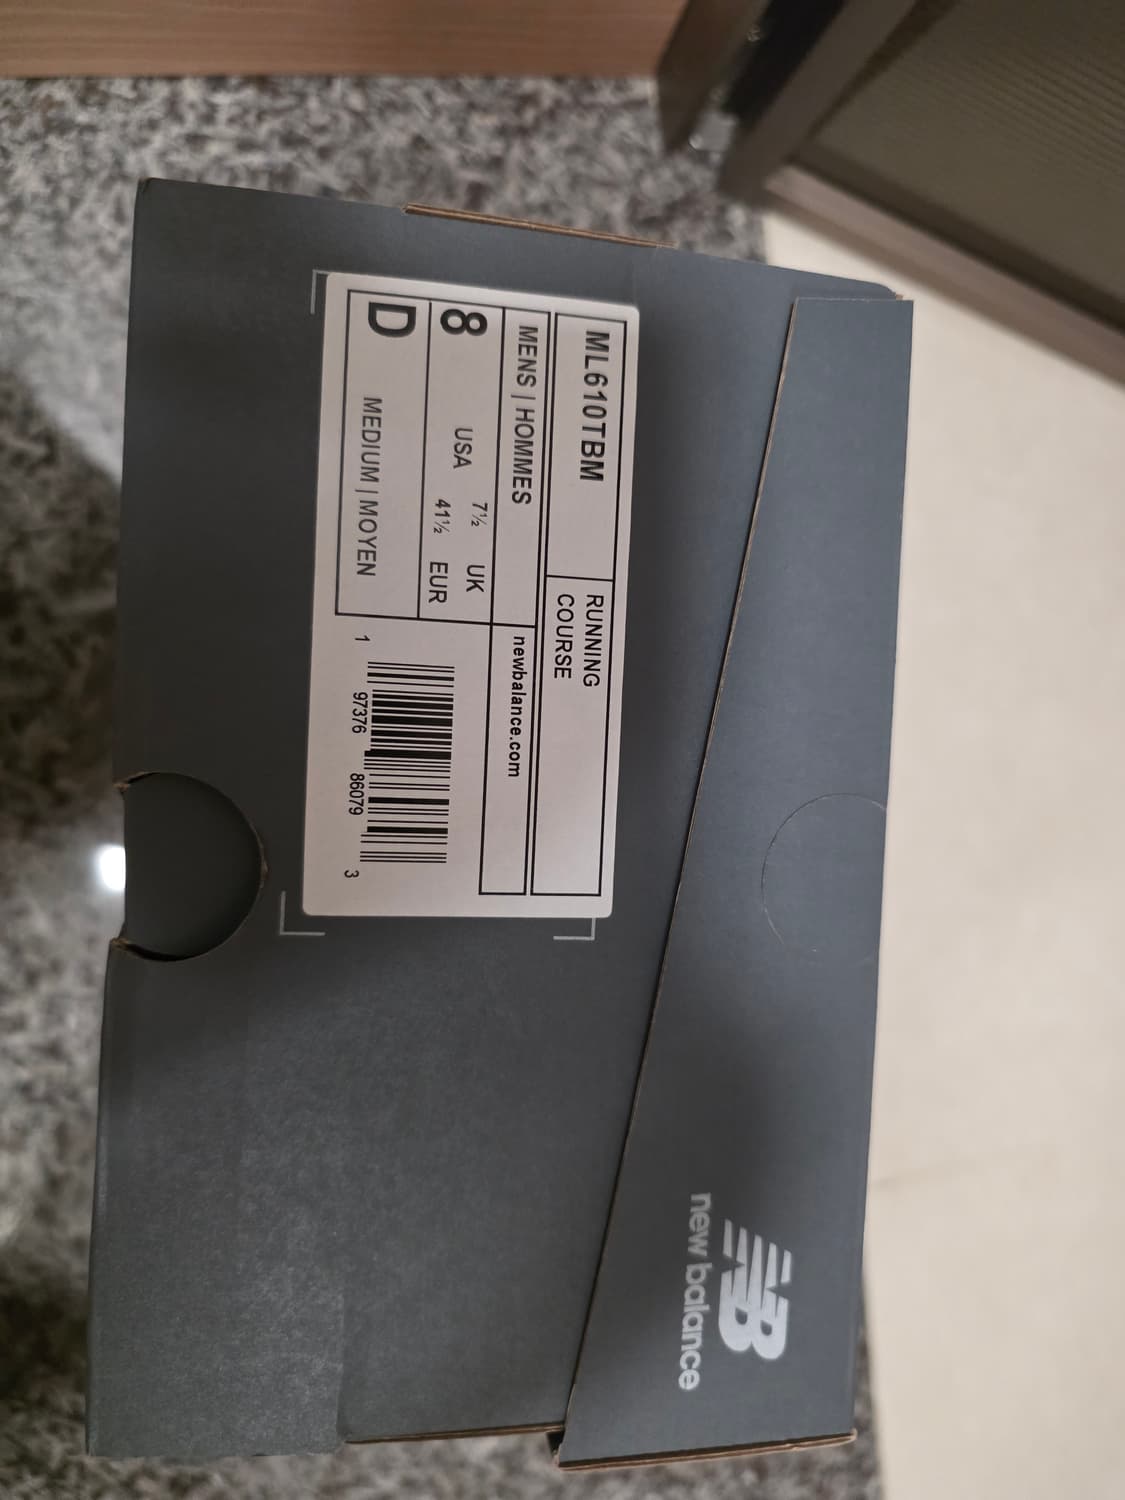 ML610TBM
RUNNING
COURSE
MENS | HOMMES
newbalance.com
8 USA 7½ UK
41½ EUR
D MEDIUM | MOYEN
1 97376 86079 3
NB
new balance